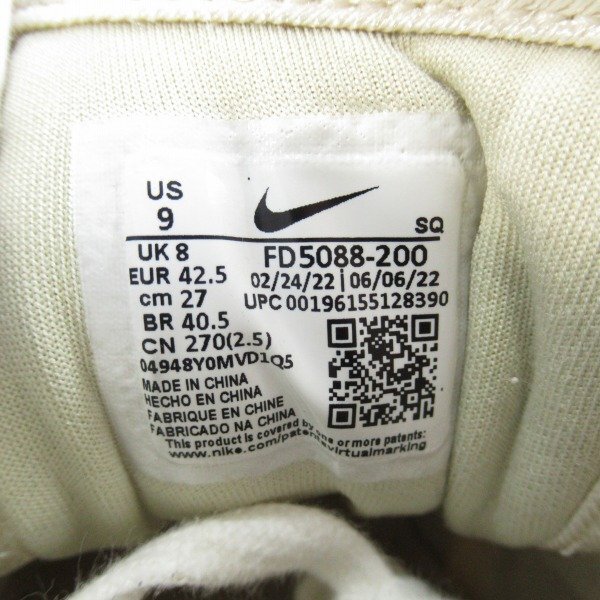 US
9
SQ
UK 8
FD5088-200
EUR 42.5
02/24/22 | 06/06/22
cm 27
UPC 00196155128390
BR 40.5
CN 270(2.5)
04948Y0MVD1Q5
MADE IN CHINA
HECHO EN CHINA
FABRIQUE EN CHINE
FABRICADO NA CHINA
This product is covered by one or more patents:
www.nike.com/patentsvirtualmarking